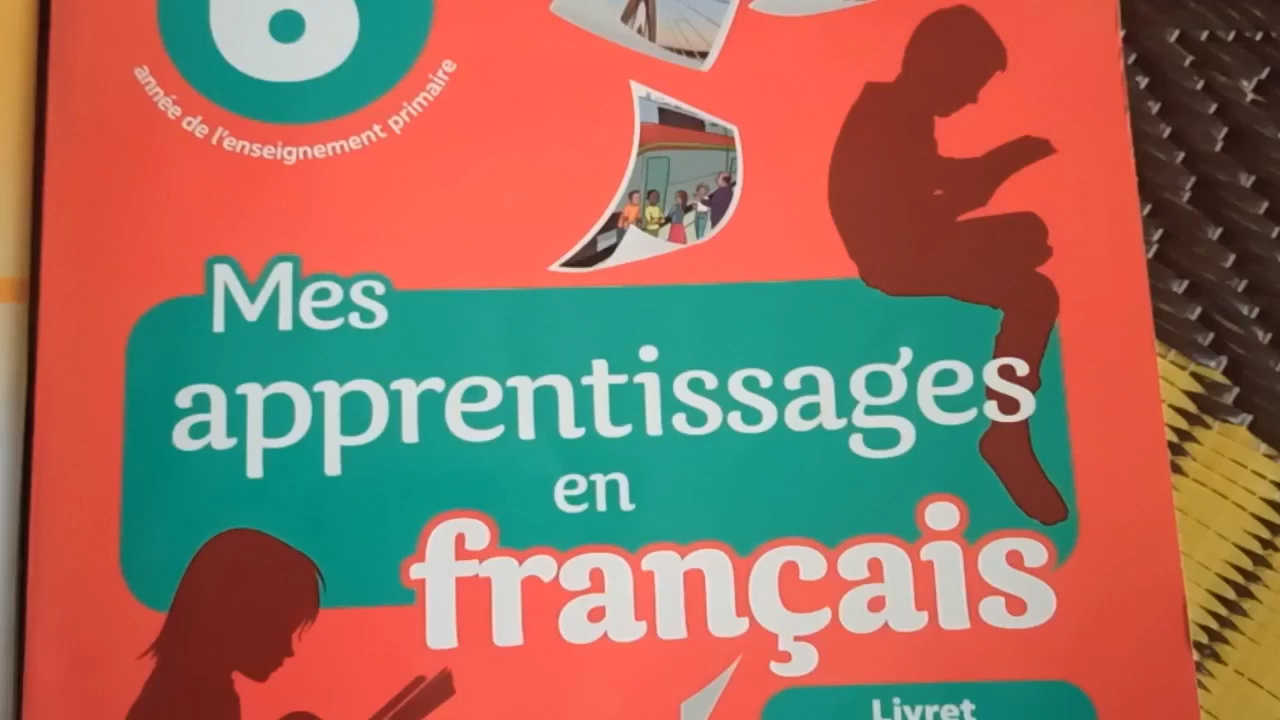 6
année de l'enseignement primaire
Mes
apprentissages
en
français
Livret